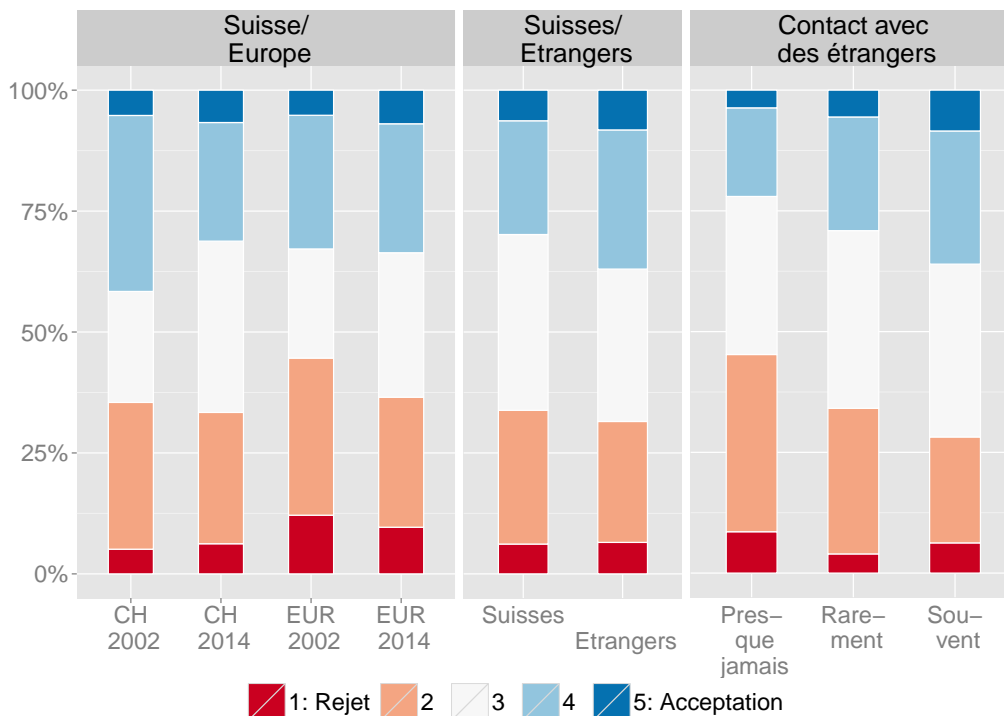 Suisse/
Europe
Suisses/
Etrangers
Contact avec
des étrangers
100%
75%
50%
25%
0%
CH
2002
CH
2014
EUR
2002
EUR
2014
Suisses
Etrangers
Pres–
que
jamais
Rare–
ment
Sou–
vent
1: Rejet 2 3 4 5: Acceptation